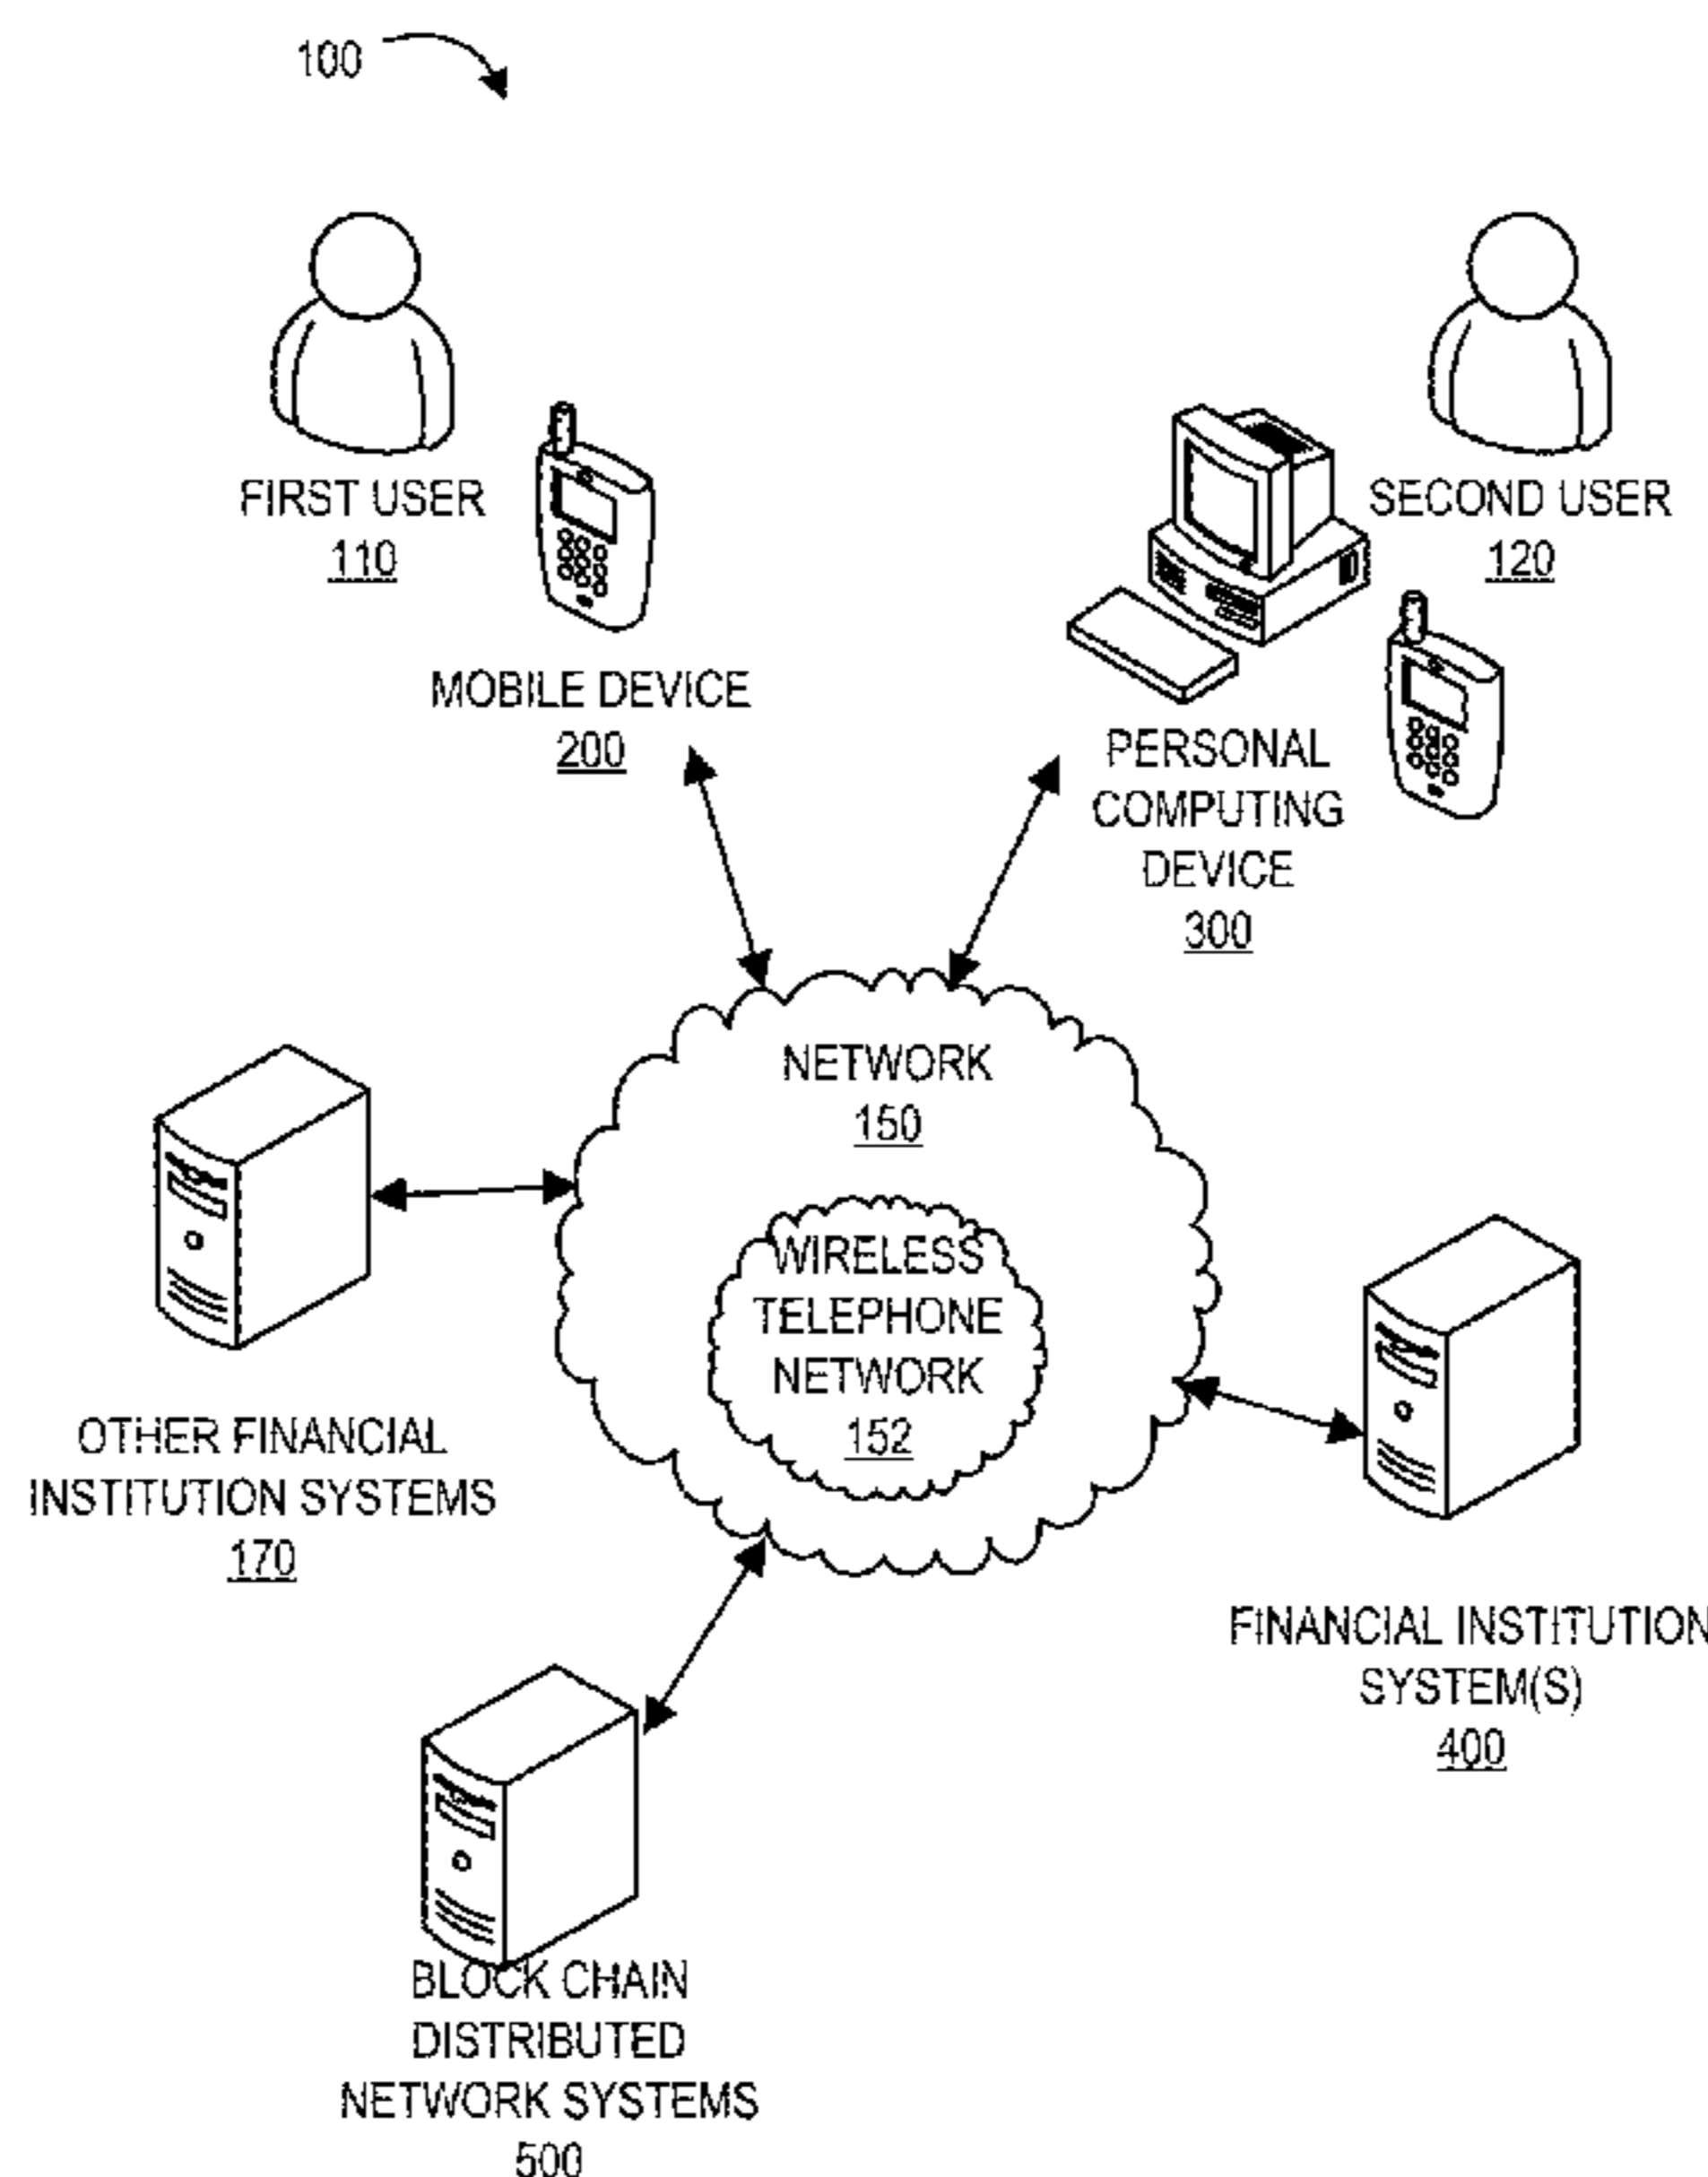 100
FIRST USER
110
MOBILE DEVICE
200
SECOND USER
120
PERSONAL
COMPUTING
DEVICE
300
NETWORK
150
WIRELESS
TELEPHONE
NETWORK
152
OTHER FINANCIAL
INSTITUTION SYSTEMS
170
FINANCIAL INSTITUTION
SYSTEM(S)
400
BLOCK CHAIN
DISTRIBUTED
NETWORK SYSTEMS
500